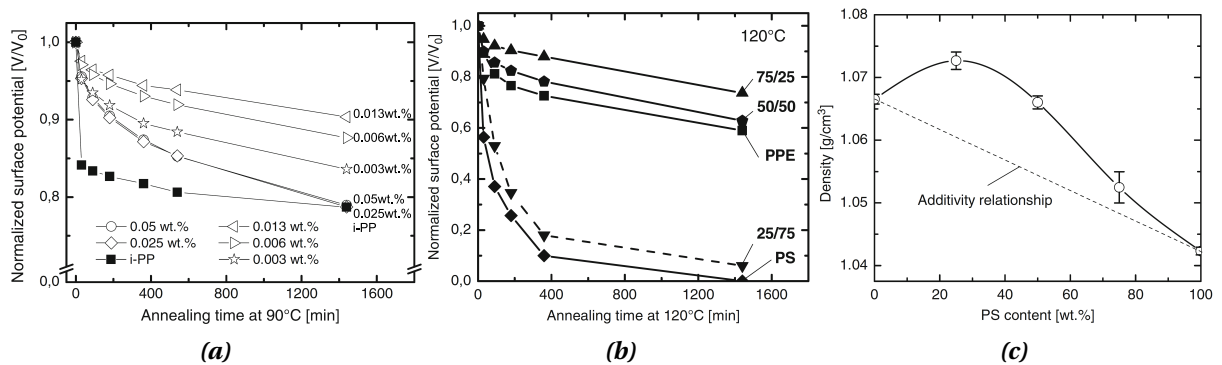 Normalized surface potential [V/V0]
1,0
0,9
0,8
0,0
0.013wt.%
0.006wt.%
0.003wt.%
0.05wt.%
0.025wt.%
i-PP
0.05 wt.%
0.013 wt.%
0.025 wt.%
0.006 wt.%
i-PP
0.003 wt.%
0 400 800 1200 1600
Annealing time at 90°C [min]
(a)
Normalized surface potential [V/V0]
1,0
0,8
0,6
0,4
0,2
0,0
120°C
75/25
50/50
PPE
25/75
PS
0 400 800 1200 1600
Annealing time at 120°C [min]
(b)
Density [g/cm3]
1.08
1.07
1.06
1.05
1.04
Additivity relationship
0 20 40 60 80 100
PS content [wt.%]
(c)